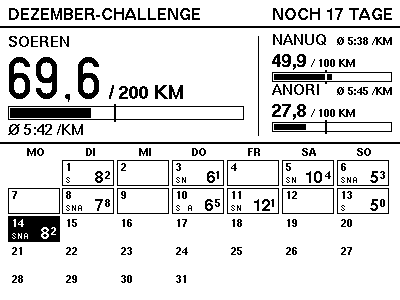 DEZEMBER-CHALLENGE NOCH 17 TAGE
SOEREN
69,6 / 200 KM
Ø 5:42 /KM
NANUQ Ø 5:38 /KM
49,9 / 100 KM
ANORI Ø 5:45 /KM
27,8 / 100 KM
MO DI MI DO FR SA SO
1 2 3 4 5 6
S 8² SN 6¹ SN 10⁴ SNA 5³
7 8 9 10 11 12 13
SNA 7⁸ S A 6⁵ SN 12¹ S 5⁰
14 15 16 17 18 19 20
SNA 8²
21 22 23 24 25 26 27
28 29 30 31